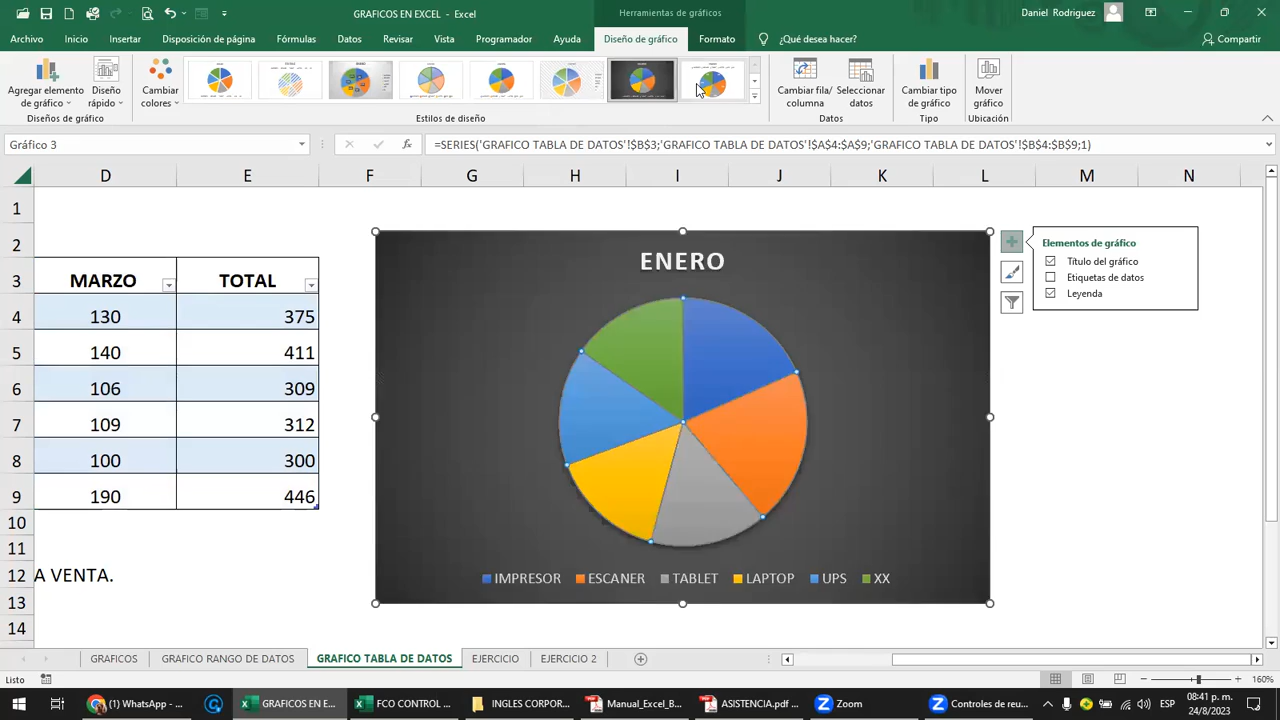 GRAFICOS EN EXCEL - Excel
Herramientas de gráficos
Daniel Rodriguez
Archivo Inicio Insertar Disposición de página Fórmulas Datos Revisar Vista Programador Ayuda Diseño de gráfico Formato ¿Qué desea hacer? Compartir
Agregar elemento de gráfico
Diseño rápido
Cambiar colores
Cambiar fila/columna
Seleccionar datos
Cambiar tipo de gráfico
Mover gráfico
Diseños de gráfico Estilos de diseño Datos Tipo Ubicación
Gráfico 3
=SERIES('GRAFICO TABLA DE DATOS'!$B$3;'GRAFICO TABLA DE DATOS'!$A$4:$A$9;'GRAFICO TABLA DE DATOS'!$B$4:$B$9;1)
D E F G H I J K L M N
1
2
3 MARZO TOTAL
4 130 375
5 140 411
6 106 309
7 109 312
8 100 300
9 190 446
10
11
12 A VENTA.
13
14
ENERO
IMPRESOR ESCANER TABLET LAPTOP UPS XX
Elementos de gráfico
Título del gráfico
Etiquetas de datos
Leyenda
GRAFICOS GRAFICO RANGO DE DATOS GRAFICO TABLA DE DATOS EJERCICIO EJERCICIO 2
Listo 160%
(1) WhatsApp - ... GRAFICOS EN E... FCO CONTROL ... INGLES CORPOR... Manual_Excel_B... ASISTENCIA.pdf ... Zoom Controles de reu... ESP
08:41 p. m.
24/8/2023